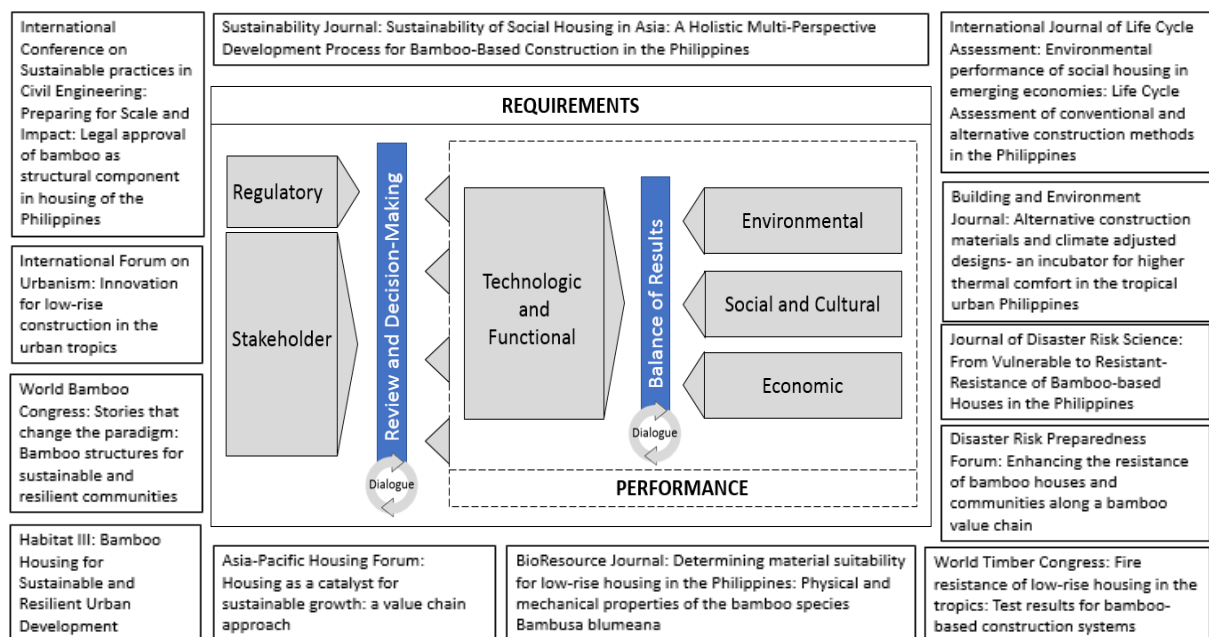 International
Conference on
Sustainable practices in
Civil Engineering:
Preparing for Scale and
Impact: Legal approval
of bamboo as
structural component
in housing of the
Philippines
Sustainability Journal: Sustainability of Social Housing in Asia: A Holistic Multi-Perspective
Development Process for Bamboo-Based Construction in the Philippines
International Journal of Life Cycle
Assessment: Environmental
performance of social housing in
emerging economies: Life Cycle
Assessment of conventional and
alternative construction methods
in the Philippines
REQUIREMENTS
Regulatory
Stakeholder
Review and Decision-Making
Dialogue
Technologic
and
Functional
Balance of Results
Dialogue
Environmental
Social and Cultural
Economic
PERFORMANCE
International Forum on
Urbanism: Innovation
for low-rise
construction in the
urban tropics
World Bamboo
Congress: Stories that
change the paradigm:
Bamboo structures for
sustainable and
resilient communities
Habitat III: Bamboo
Housing for
Sustainable and
Resilient Urban
Development
Building and Environment
Journal: Alternative construction
materials and climate adjusted
designs- an incubator for higher
thermal comfort in the tropical
urban Philippines
Journal of Disaster Risk Science:
From Vulnerable to Resistant-
Resistance of Bamboo-based
Houses in the Philippines
Disaster Risk Preparedness
Forum: Enhancing the resistance
of bamboo houses and
communities along a bamboo
value chain
Asia-Pacific Housing Forum:
Housing as a catalyst for
sustainable growth: a value chain
approach
BioResource Journal: Determining material suitability
for low-rise housing in the Philippines: Physical and
mechanical properties of the bamboo species
Bambusa blumeana
World Timber Congress: Fire
resistance of low-rise housing in the
tropics: Test results for bamboo-
based construction systems